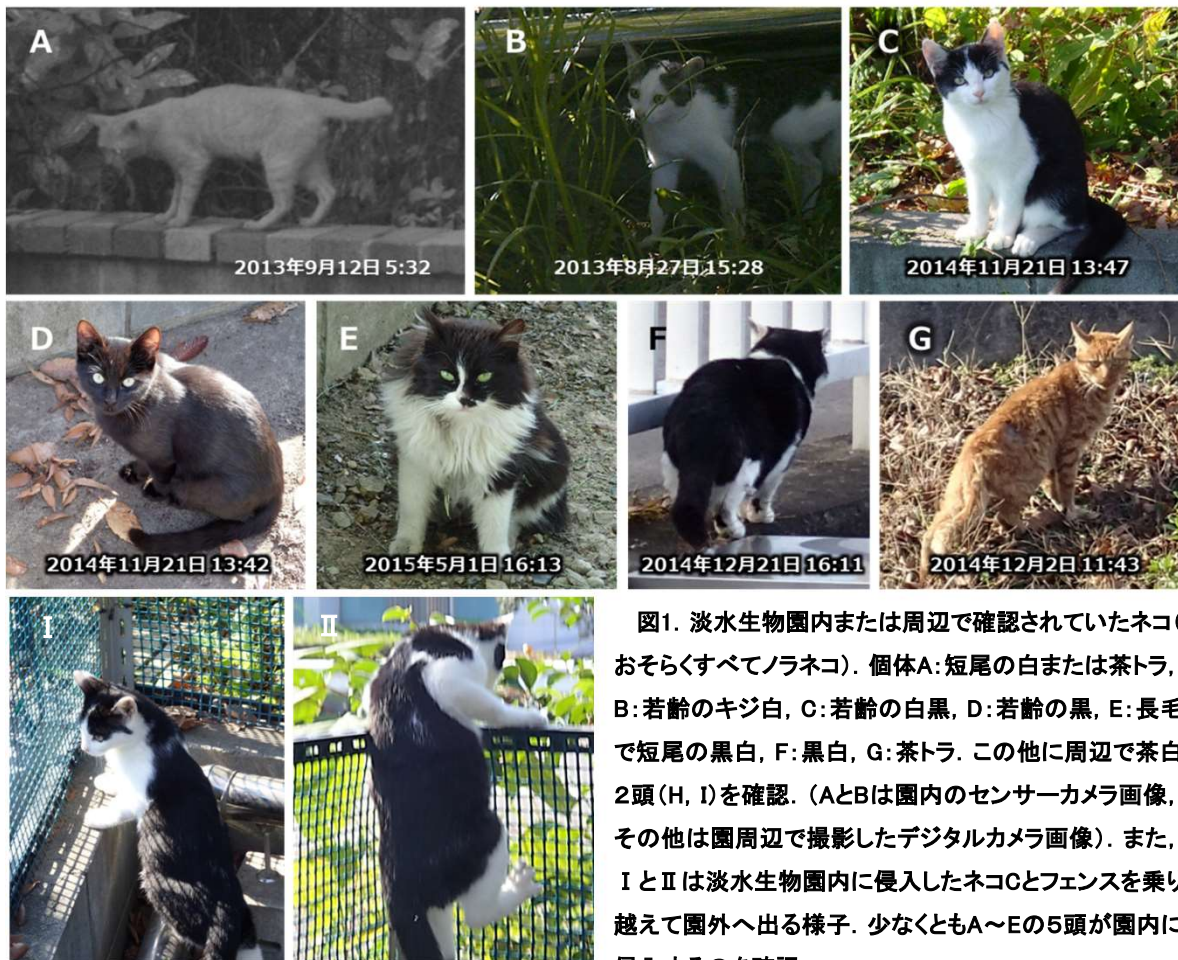 A
2013年9月12日 5:32
B
2013年8月27日 15:28
C
2014年11月21日 13:47
D
2014年11月21日 13:42
E
2015年5月1日 16:13
F
2014年12月21日 16:11
G
2014年12月2日 11:43
I
II
図1. 淡水生物園内または周辺で確認されていたネコ(
おそらくすべてノラネコ). 個体A:短尾の白または茶トラ,
B:若齢のキジ白, C:若齢の白黒, D:若齢の黒, E:長毛
で短尾の黒白, F:黒白, G:茶トラ. この他に周辺で茶白
2頭(H, I)を確認. (AとBは園内のセンサーカメラ画像,
その他は園周辺で撮影したデジタルカメラ画像). また,
ⅠとⅡは淡水生物園内に侵入したネコCとフェンスを乗り
越えて園外へ出る様子. 少なくともA～Eの5頭が園内に